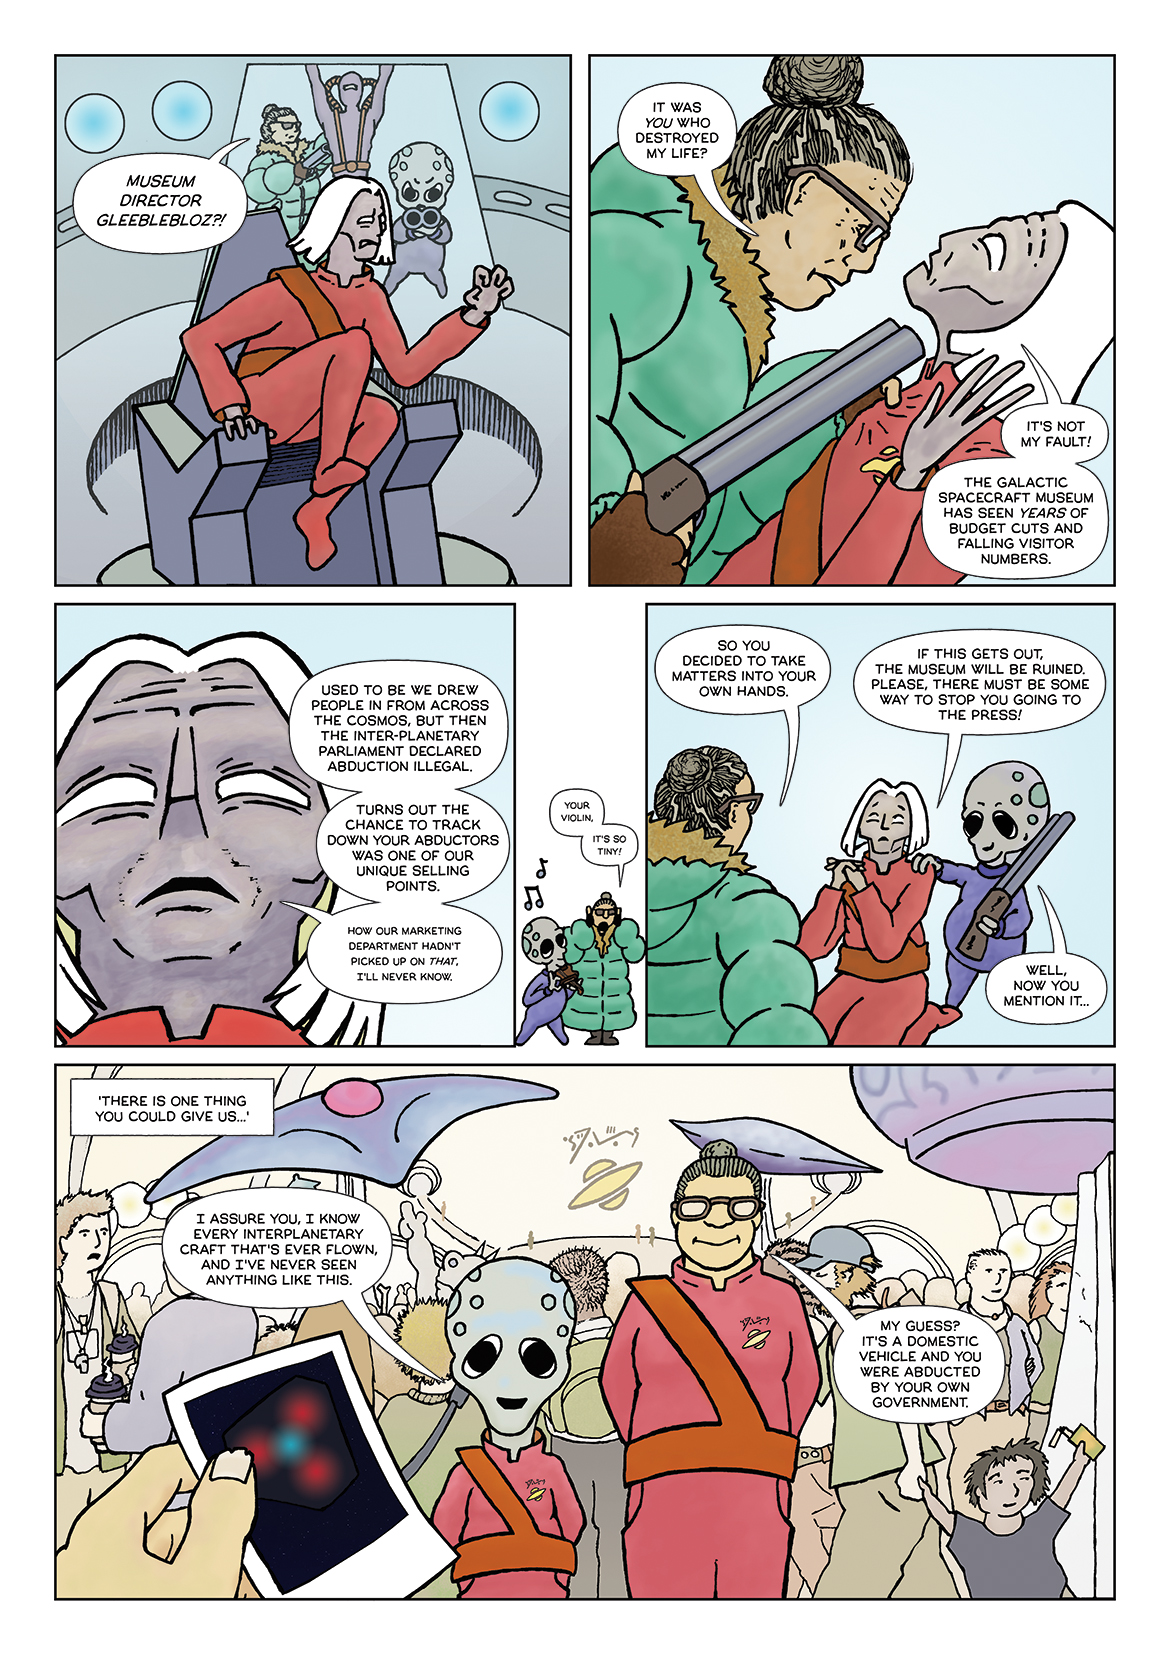 MUSEUM
DIRECTOR
GLEEBLEBLOZ?!
IT WAS
YOU WHO
DESTROYED
MY LIFE?
IT'S NOT
MY FAULT!
THE GALACTIC
SPACECRAFT MUSEUM
HAS SEEN YEARS OF
BUDGET CUTS AND
FALLING VISITOR
NUMBERS.
USED TO BE WE DREW
PEOPLE IN FROM ACROSS
THE COSMOS, BUT THEN
THE INTER-PLANETARY
PARLIAMENT DECLARED
ABDUCTION ILLEGAL.
TURNS OUT THE
CHANCE TO TRACK
DOWN YOUR ABDUCTORS
WAS ONE OF OUR
UNIQUE SELLING
POINTS.
HOW OUR MARKETING
DEPARTMENT HADN'T
PICKED UP ON THAT,
I'LL NEVER KNOW.
YOUR
VIOLIN,
IT'S SO
TINY!
SO YOU
DECIDED TO TAKE
MATTERS INTO YOUR
OWN HANDS.
IF THIS GETS OUT,
THE MUSEUM WILL BE RUINED.
PLEASE, THERE MUST BE SOME
WAY TO STOP YOU GOING TO
THE PRESS!
WELL,
NOW YOU
MENTION IT...
'THERE IS ONE THING
YOU COULD GIVE US...'
I ASSURE YOU, I KNOW
EVERY INTERPLANETARY
CRAFT THAT'S EVER FLOWN,
AND I'VE NEVER SEEN
ANYTHING LIKE THIS.
MY GUESS?
IT'S A DOMESTIC
VEHICLE AND YOU
WERE ABDUCTED
BY YOUR OWN
GOVERNMENT.